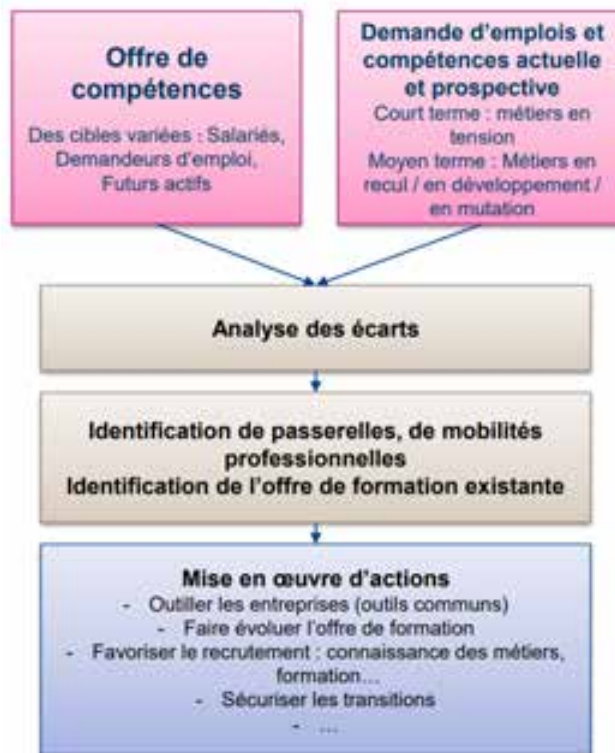 Offre de
compétences
Des cibles variées : Salariés,
Demandeurs d'emploi,
Futurs actifs
Demande d'emplois et
compétences actuelle
et prospective
Court terme : métiers en
tension
Moyen terme : Métiers en
recul / en développement /
en mutation
Analyse des écarts
Identification de passerelles, de mobilités
professionnelles
Identification de l'offre de formation existante
Mise en œuvre d'actions
- Outiller les entreprises (outils communs)
- Faire évoluer l'offre de formation
- Favoriser le recrutement : connaissance des métiers,
formation...
- Sécuriser les transitions
- ...